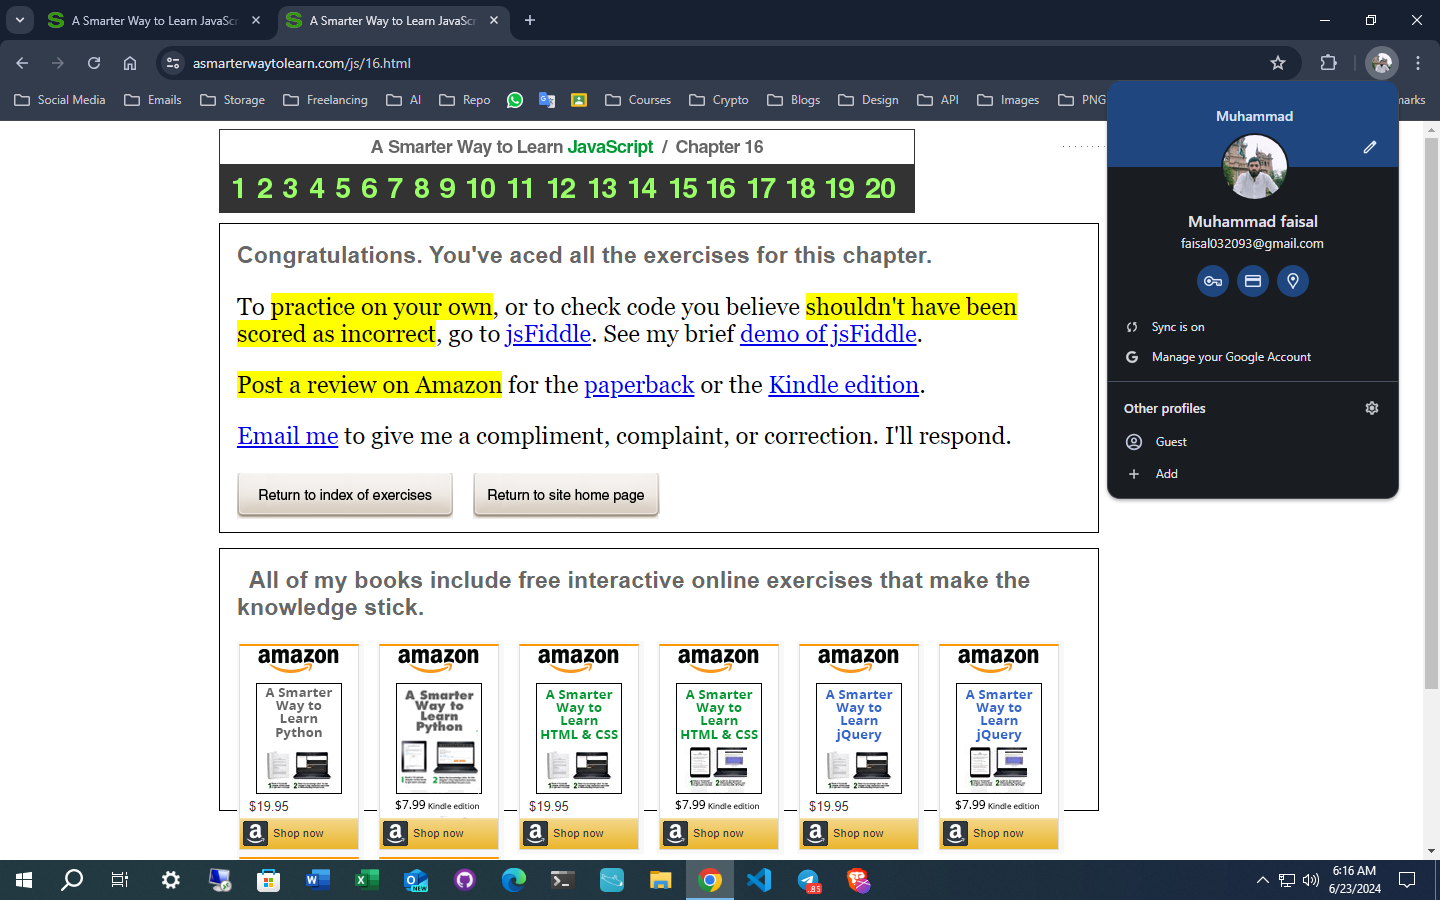 A Smarter Way to Learn JavaSc
A Smarter Way to Learn JavaSc
asmarterwaytolearn.com/js/16.html
Social Media
Emails
Storage
Freelancing
AI
Repo
Courses
Crypto
Blogs
Design
API
Images
PNG
marks
A Smarter Way to Learn JavaScript / Chapter 16
1 2 3 4 5 6 7 8 9 10 11 12 13 14 15 16 17 18 19 20
Congratulations. You've aced all the exercises for this chapter.
To practice on your own, or to check code you believe shouldn't have been
scored as incorrect, go to jsFiddle. See my brief demo of jsFiddle.
Post a review on Amazon for the paperback or the Kindle edition.
Email me to give me a compliment, complaint, or correction. I'll respond.
Return to index of exercises
Return to site home page
Muhammad
Muhammad faisal
faisal032093@gmail.com
Sync is on
Manage your Google Account
Other profiles
Guest
Add
All of my books include free interactive online exercises that make the
knowledge stick.
amazon
A Smarter
Way to
Learn
Python
$19.95
Shop now
amazon
A Smarter
Way to
Learn
Python
$7.99 Kindle edition
Shop now
amazon
A Smarter
Way to
Learn
HTML & CSS
$19.95
Shop now
amazon
A Smarter
Way to
Learn
HTML & CSS
$7.99 Kindle edition
Shop now
amazon
A Smarter
Way to
Learn
jQuery
$19.95
Shop now
amazon
A Smarter
Way to
Learn
jQuery
$7.99 Kindle edition
Shop now
NEW
85
6:16 AM
6/23/2024